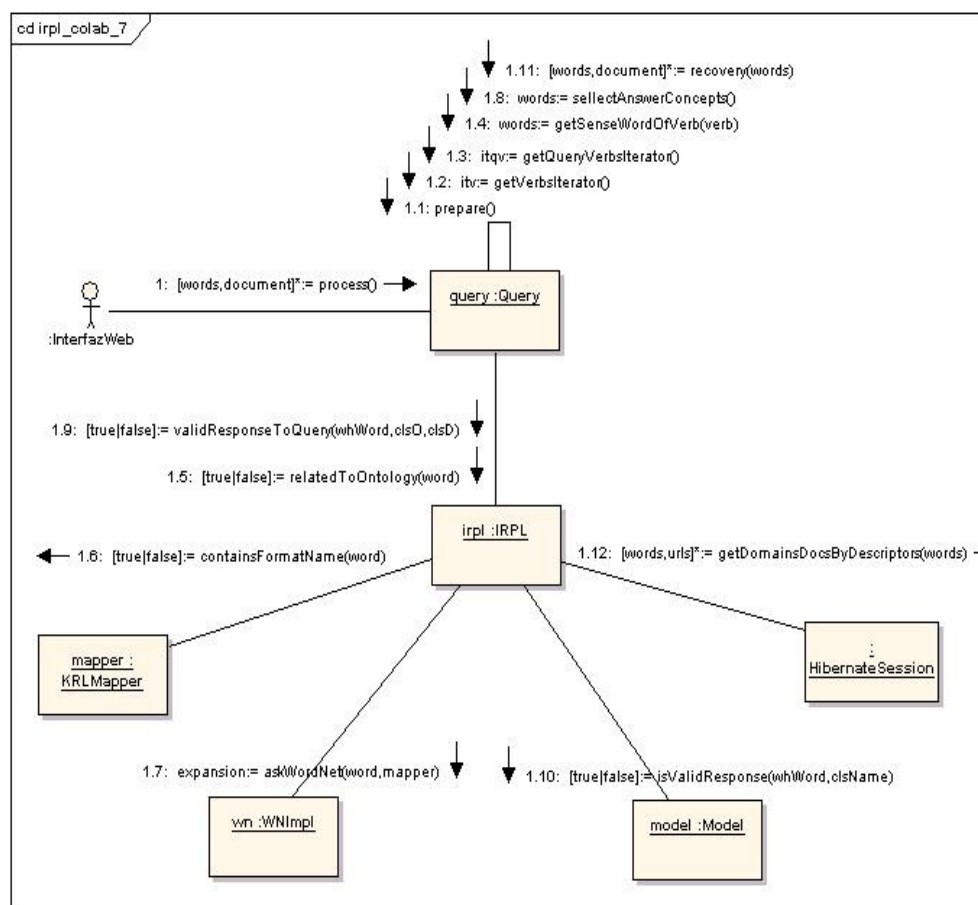 cd irpl_colab_7
1.11: [words,document]*:= recovery(words)
1.8: words:= sellectAnswerConcepts()
1.4: words:= getSenseWordOfVerb(verb)
1.3: itqv:= getQueryVerbsIterator()
1.2: itv:= getVerbsIterator()
1.1: prepare()
1: [words,document]*:= process()
query :Query
:InterfazWeb
1.9: [true|false]:= validResponseToQuery(whWord,clsO,clsD)
1.5: [true|false]:= relatedToOntology(word)
irpl :IRPL
1.6: [true|false]:= containsFormatName(word)
1.12: [words,urls]*:= getDomainsDocsByDescriptors(words)
mapper :
KRLMapper
:
HibernateSession
1.7: expansion:= askWordNet(word,mapper)
1.10: [true|false]:= isValidResponse(whWord,clsName)
wn :WNImpl
model :Model